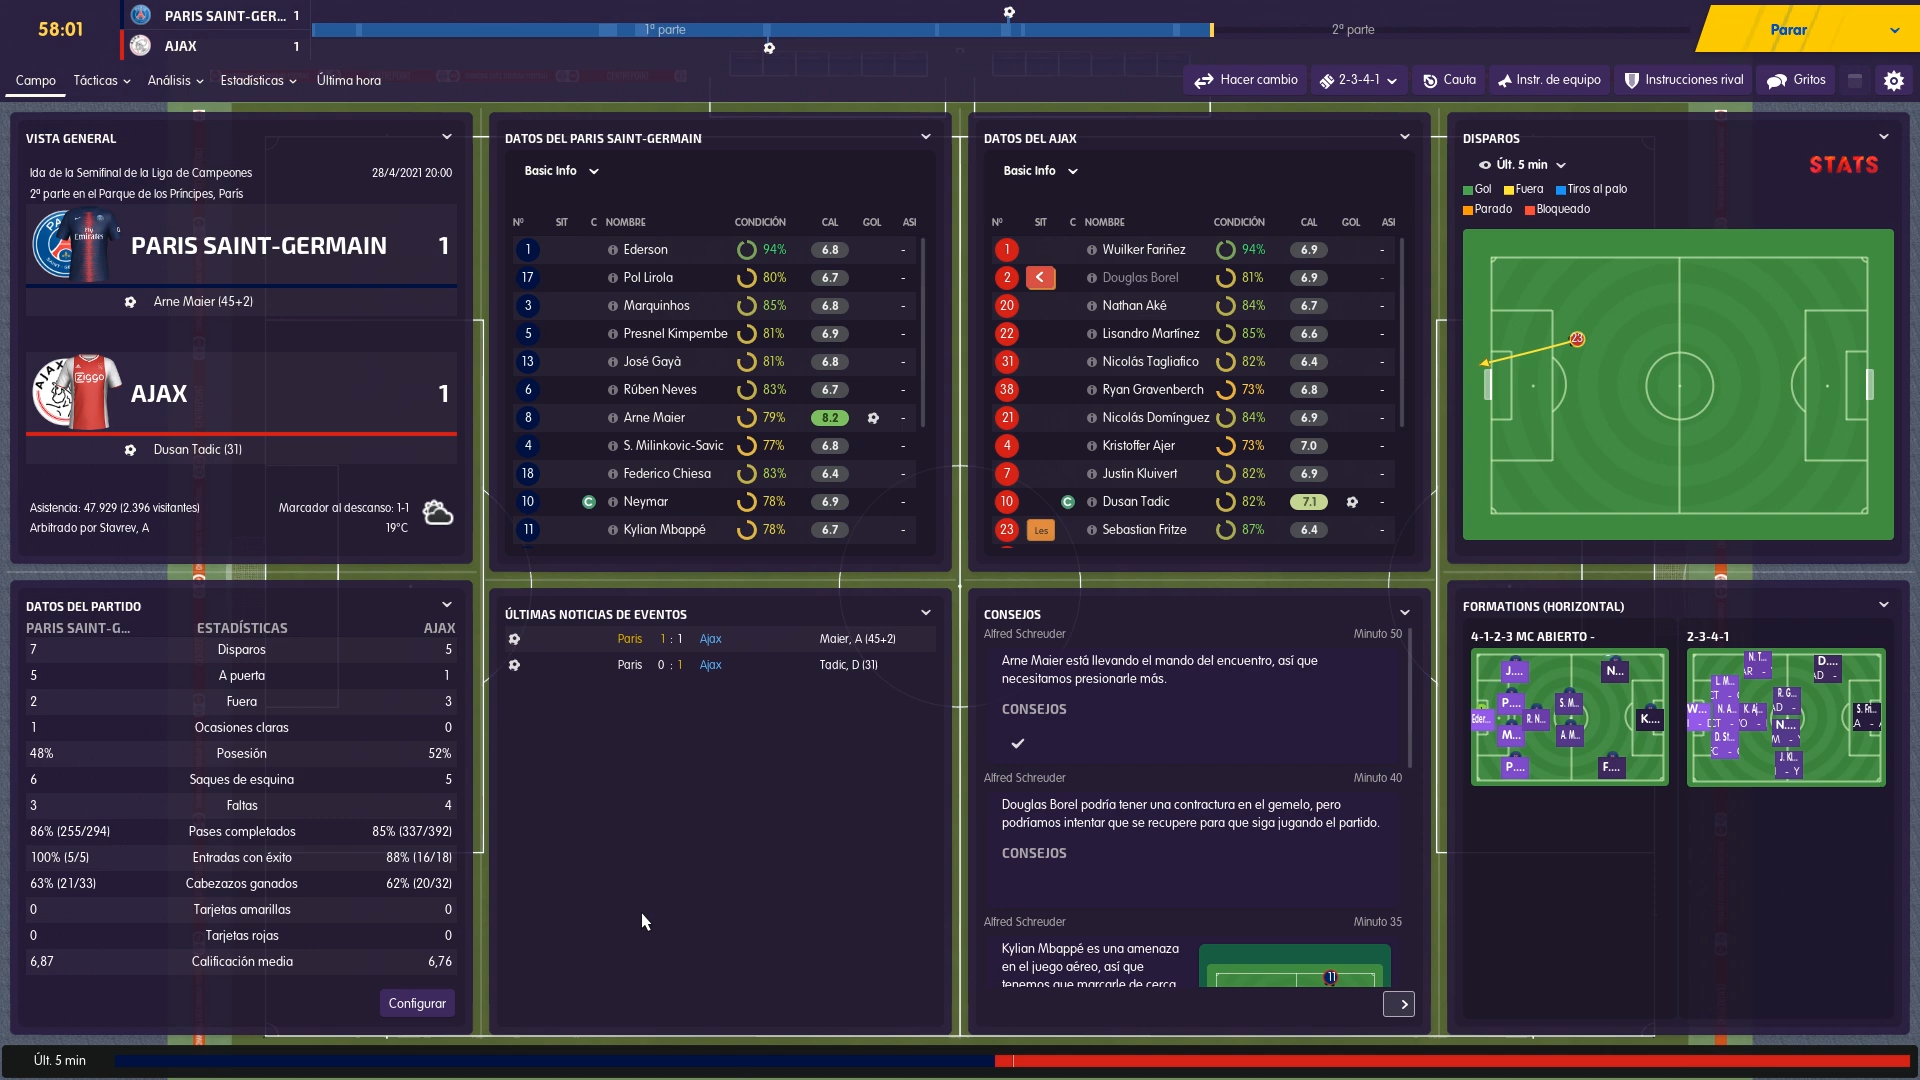 58:01
PARIS SAINT-GER... 1
AJAX 1
1ª parte
2ª parte
Parar
Campo
Tácticas
Análisis
Estadísticas
Última hora
Hacer cambio
2-3-4-1
Cauta
Instr. de equipo
Instrucciones rival
Gritos
VISTA GENERAL
Ida de la Semifinal de la Liga de Campeones 28/4/2021 20:00
2ª parte en el Parque de los Príncipes, París
PARIS SAINT-GERMAIN 1
Arne Maier (45+2)
AJAX 1
Dusan Tadic (31)
Asistencia: 47.929 (2.396 visitantes) Marcador al descanso: 1-1
Arbitrado por Stavrev, A 19°C
DATOS DEL PARIS SAINT-GERMAIN
Basic Info
Nº SIT C NOMBRE CONDICIÓN CAL GOL ASI
1 Ederson 94% 6.8 -
17 Pol Lirola 80% 6.7 -
3 Marquinhos 85% 6.8 -
5 Presnel Kimpembe 81% 6.9 -
13 José Gayà 81% 6.8 -
6 Rúben Neves 83% 6.7 -
8 Arne Maier 79% 8.2 -
4 S. Milinkovic-Savic 77% 6.8 -
18 Federico Chiesa 83% 6.4 -
10 C Neymar 78% 6.9 -
11 Kylian Mbappé 78% 6.7 -
DATOS DEL AJAX
Basic Info
Nº SIT C NOMBRE CONDICIÓN CAL GOL ASI
1 Wuilker Fariñez 94% 6.9 -
2 Douglas Borel 81% 6.9 -
20 Nathan Aké 84% 6.7 -
22 Lisandro Martínez 85% 6.6 -
31 Nicolás Tagliafico 82% 6.4 -
38 Ryan Gravenberch 73% 6.8 -
21 Nicolás Domínguez 84% 6.9 -
4 Kristoffer Ajer 73% 7.0 -
7 Justin Kluivert 82% 6.9 -
10 C Dusan Tadic 82% 7.1 -
23 Les Sebastian Fritze 87% 6.4 -
DISPAROS
Últ. 5 min
STATS
Gol Fuera Tiros al palo
Parado Bloqueado
23
DATOS DEL PARTIDO
PARIS SAINT-G... ESTADÍSTICAS AJAX
7 Disparos 5
5 A puerta 1
2 Fuera 3
1 Ocasiones claras 0
48% Posesión 52%
6 Saques de esquina 5
3 Faltas 4
86% (255/294) Pases completados 85% (337/392)
100% (5/5) Entradas con éxito 88% (16/18)
63% (21/33) Cabezazos ganados 62% (20/32)
0 Tarjetas amarillas 0
0 Tarjetas rojas 0
6,87 Calificación media 6,76
Configurar
ÚLTIMAS NOTICIAS DE EVENTOS
Paris 1 : 1 Ajax Maier, A (45+2)
Paris 0 : 1 Ajax Tadic, D (31)
CONSEJOS
Alfred Schreuder Minuto 50
Arne Maier está llevando el mando del encuentro, así que
necesitamos presionarle más.
CONSEJOS
Alfred Schreuder Minuto 40
Douglas Borel podría tener una contractura en el gemelo, pero
podríamos intentar que se recupere para que siga jugando el partido.
CONSEJOS
Alfred Schreuder Minuto 35
Kylian Mbappé es una amenaza
en el juego aéreo, así que
tenemos que marcarle de cerca
11
FORMATIONS (HORIZONTAL)
4-1-2-3 MC ABIERTO -
J....
N...
P....
S. M...
Eder...
R. N...
K....
M...
A. M...
P....
F....
2-3-4-1
N. T...
D....
L M...
R. G...
W...
N. A...
K. Aj...
N....
D. St...
J. Kl...
Últ. 5 min